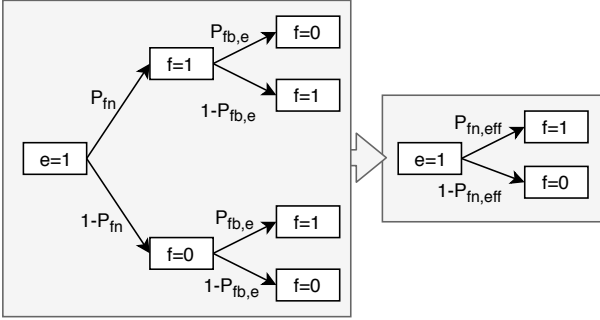 P_fb,e
f=0
f=1
P_fn
1-P_fb,e
f=1
e=1
1-P_fn
P_fb,e
f=1
f=0
1-P_fb,e
f=0
P_fn,eff
f=1
e=1
1-P_fn,eff
f=0